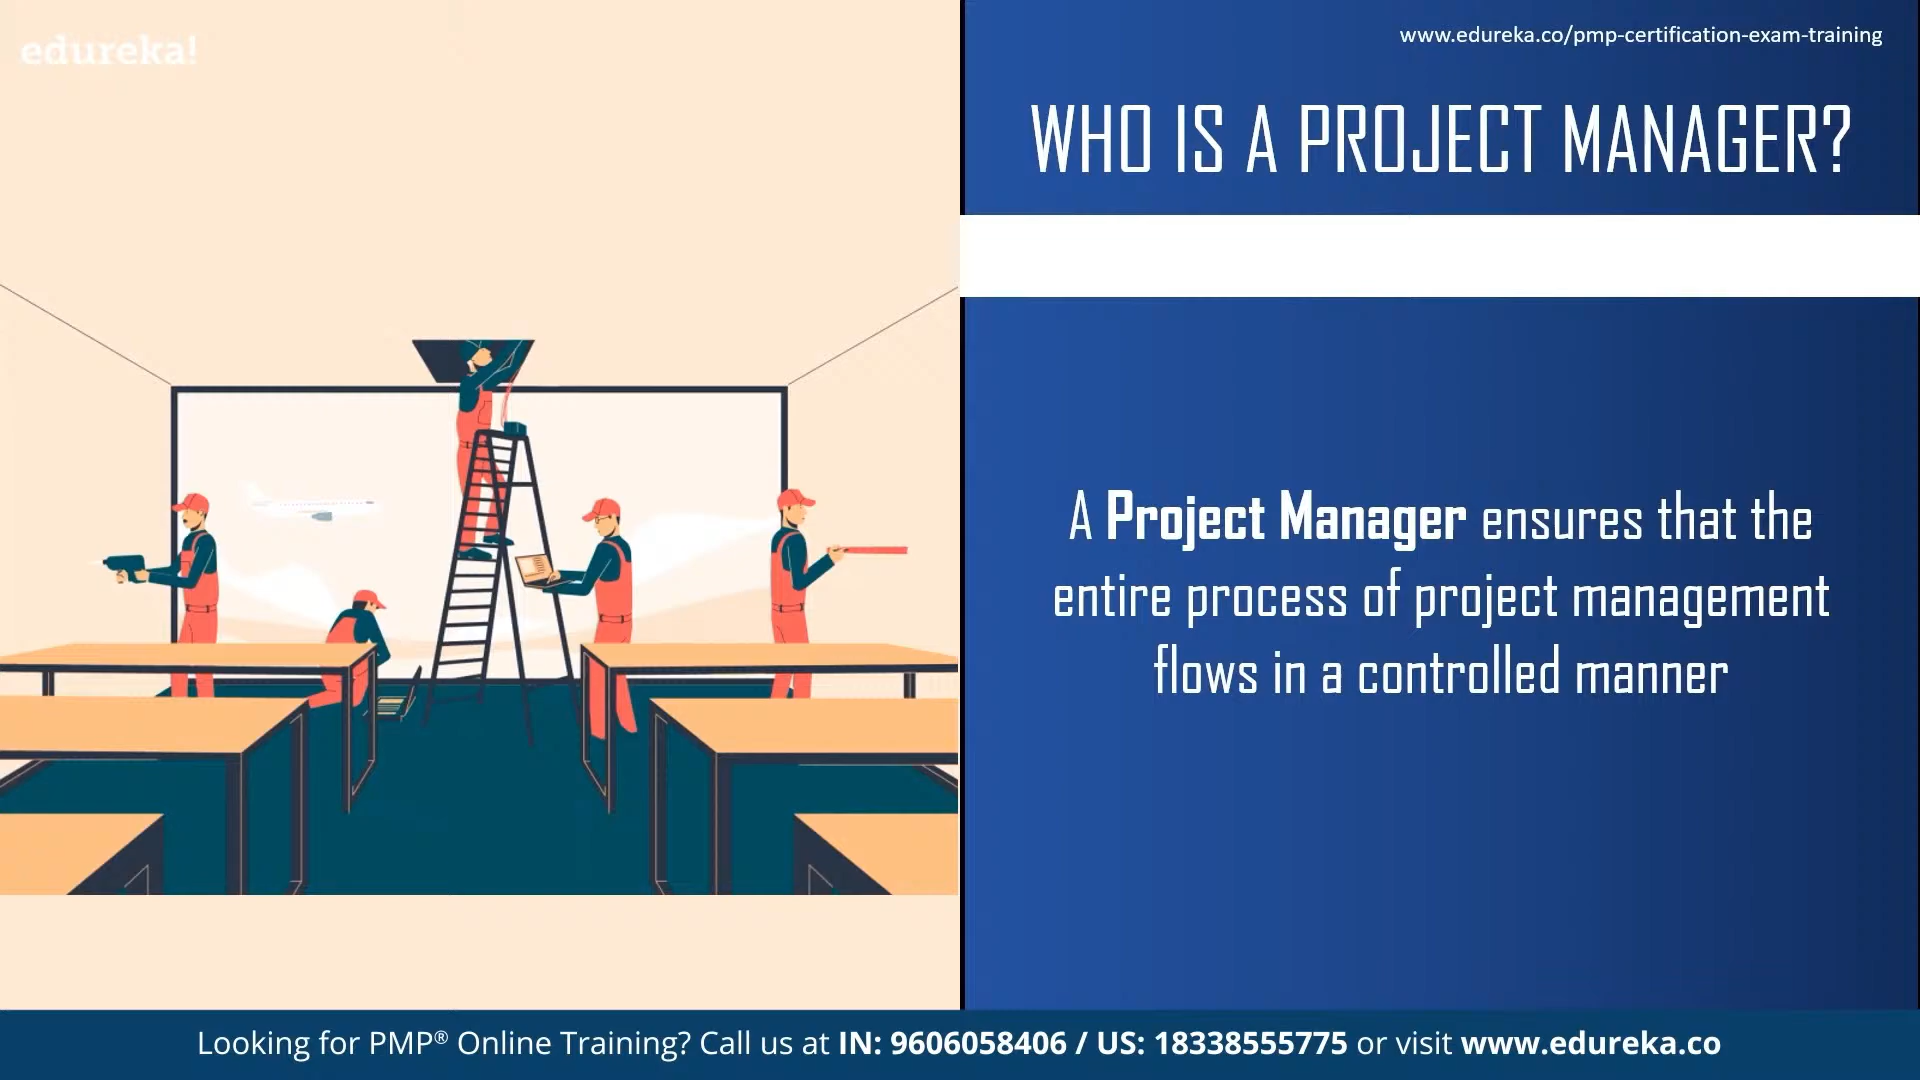 edureka!
www.edureka.co/pmp-certification-exam-training
WHO IS A PROJECT MANAGER?
A Project Manager ensures that the
entire process of project management
flows in a controlled manner
Looking for PMP® Online Training? Call us at IN: 9606058406 / US: 18338555775 or visit www.edureka.co